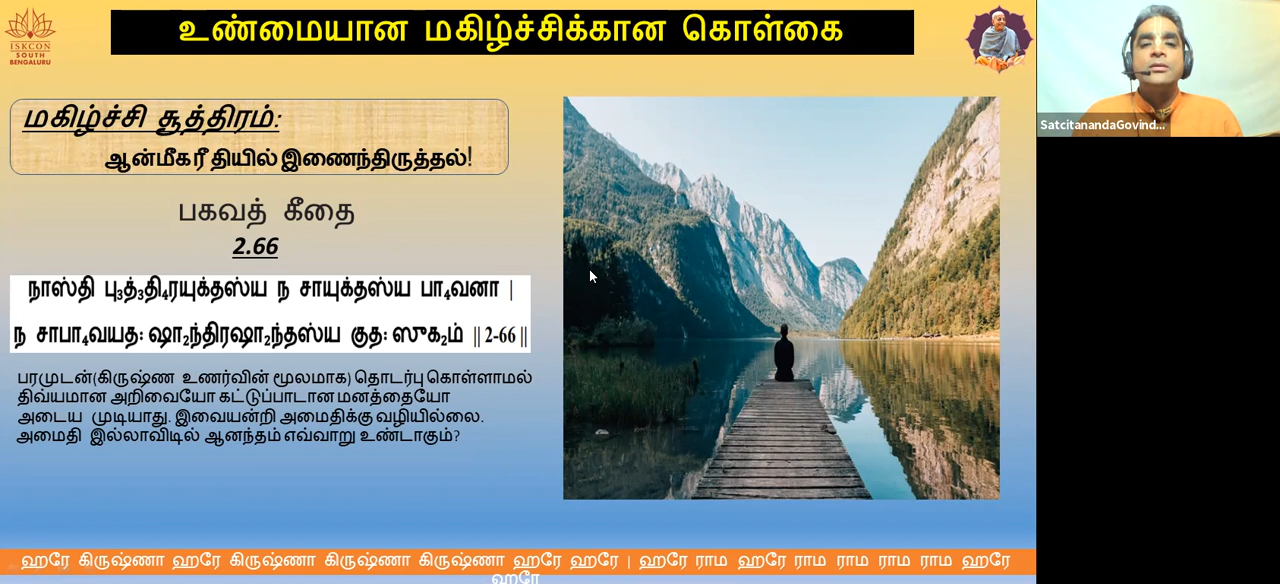 உண்மையான மகிழ்ச்சிக்கான கொள்கை
ISKCON
SOUTH
BENGALURU
மகிழ்ச்சி சூத்திரம்:
ஆன்மீக ரீதியில் இணைந்திருத்தல்!
பகவத் கீதை
2.66
நாஸ்தி பு₃த்₃தி₄ரயுக்தஸ்ய ந சாயுக்தஸ்ய பா₄வனா |
ந சாபா₄வயத: ஷா₂ந்திரஷா₂ந்தஸ்ய குத: ஸுக₂ம் || 2-66 ||
பரமுடன்(கிருஷ்ண உணர்வின் மூலமாக) தொடர்பு கொள்ளாமல்
திவ்யமான அறிவையோ கட்டுப்பாடான மனத்தையோ
அடைய முடியாது. இவையன்றி அமைதிக்கு வழியில்லை.
அமைதி இல்லாவிடில் ஆனந்தம் எவ்வாறு உண்டாகும்?
ஹரே கிருஷ்ணா ஹரே கிருஷ்ணா கிருஷ்ணா கிருஷ்ணா ஹரே ஹரே | ஹரே ராம ஹரே ராம ராம ராம ராம ஹரே
ஹரே
SatcitanandaGovind...